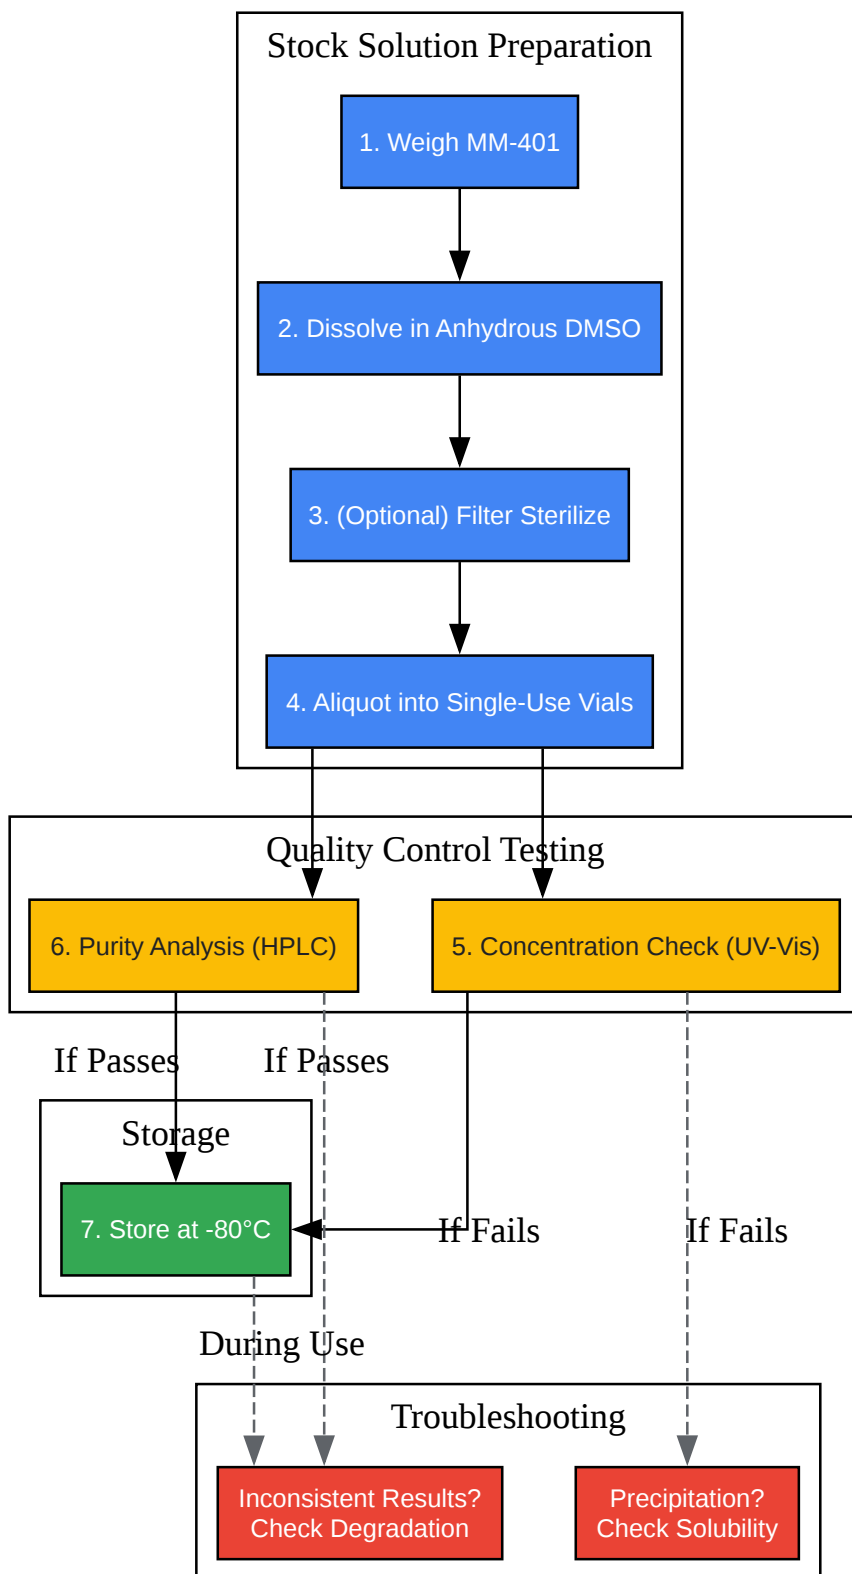 Stock Solution Preparation
1. Weigh MM-401
2. Dissolve in Anhydrous DMSO
3. (Optional) Filter Sterilize
4. Aliquot into Single-Use Vials
Quality Control Testing
6. Purity Analysis (HPLC)
5. Concentration Check (UV-Vis)
If Passes
If Passes
Storage
7. Store at -80°C
If Fails
If Fails
During Use
Troubleshooting
Inconsistent Results?
Check Degradation
Precipitation?
Check Solubility